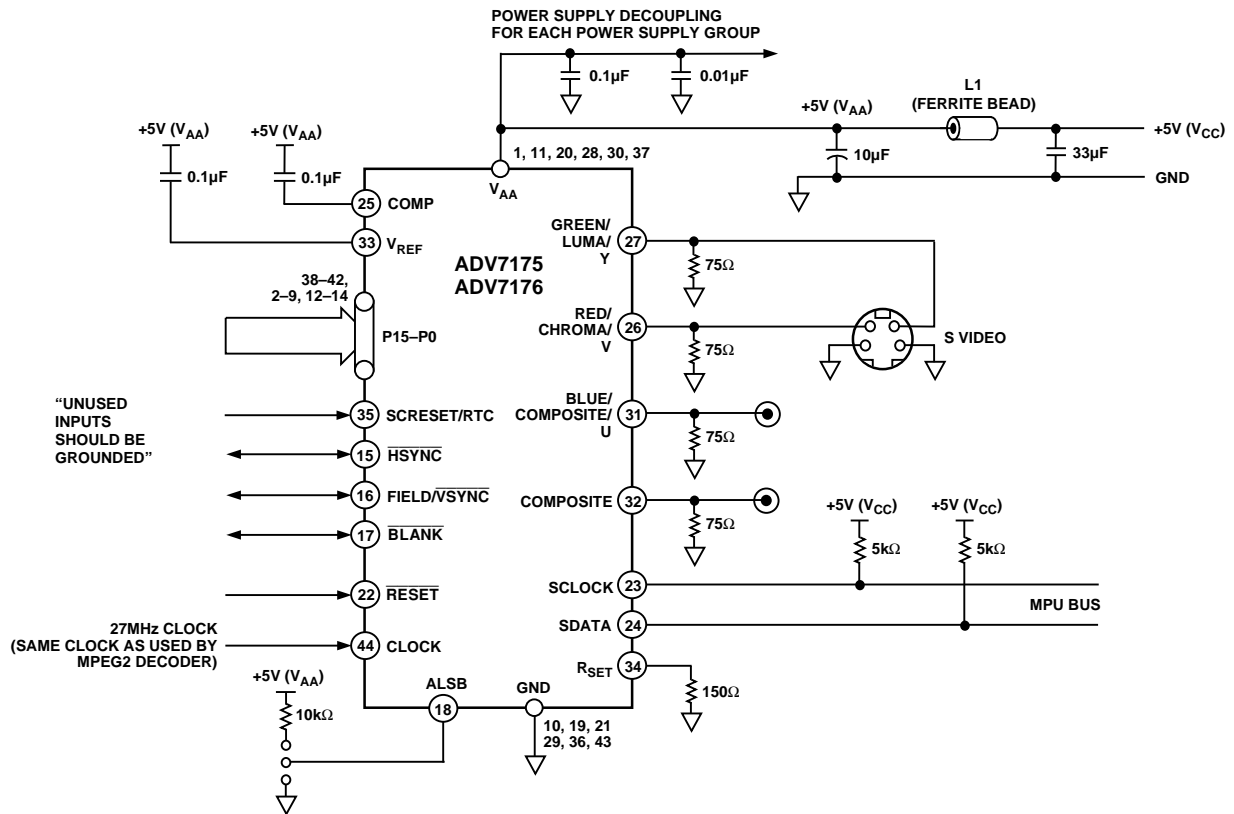 POWER SUPPLY DECOUPLING
FOR EACH POWER SUPPLY GROUP
0.1µF
0.01µF
L1
(FERRITE BEAD)
+5V (VAA)
+5V (VCC)
10µF
33µF
GND
+5V (VAA)
+5V (VAA)
0.1µF
0.1µF
1, 11, 20, 28, 30, 37
VAA
25
COMP
33
VREF
ADV7175
ADV7176
38–42,
2–9, 12–14
P15–P0
GREEN/
LUMA/
Y
27
75Ω
RED/
CHROMA/
V
26
75Ω
S VIDEO
BLUE/
COMPOSITE/
U
31
75Ω
COMPOSITE
32
75Ω
"UNUSED
INPUTS
SHOULD BE
GROUNDED"
35
SCRESET/RTC
15
HSYNC
16
FIELD/VSYNC
17
BLANK
22
RESET
27MHz CLOCK
(SAME CLOCK AS USED BY
MPEG2 DECODER)
44
CLOCK
+5V (VCC)
+5V (VCC)
5kΩ
5kΩ
SCLOCK
23
MPU BUS
SDATA
24
RSET
34
150Ω
+5V (VAA)
10kΩ
ALSB
18
GND
10, 19, 21
29, 36, 43